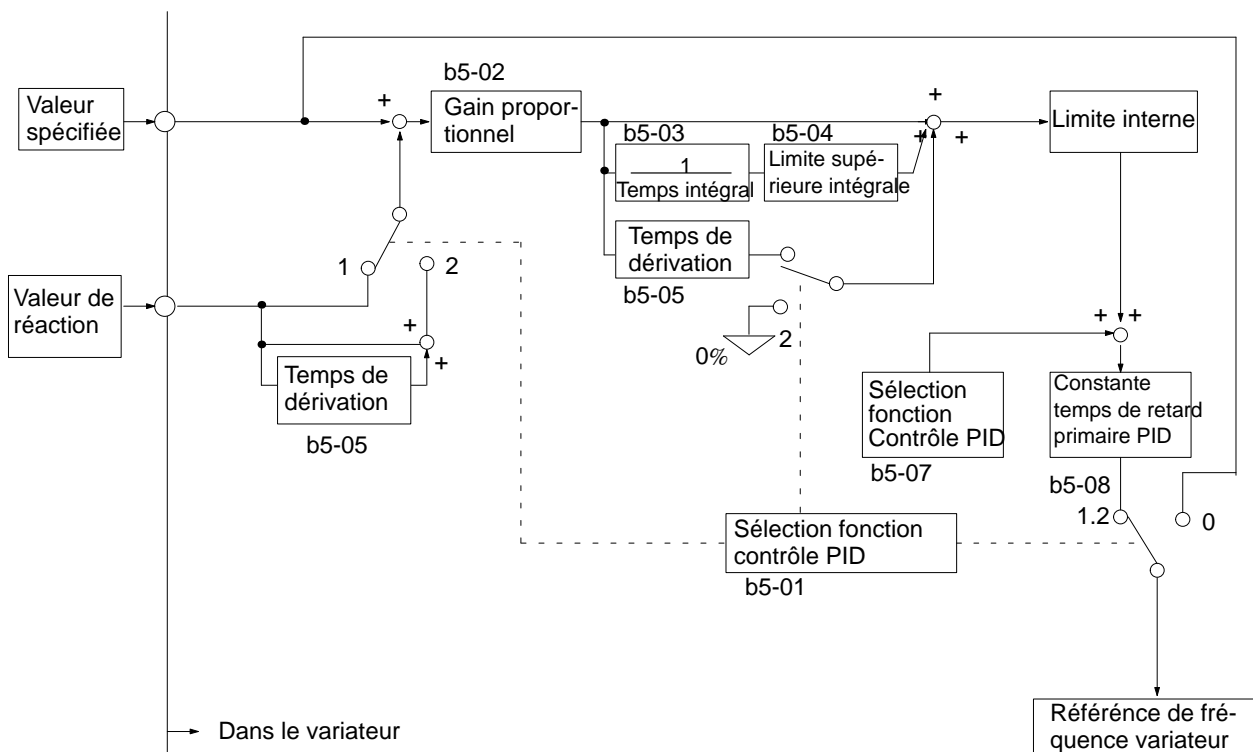 b5-02
Valeur
spécifiée
+
Gain propor-
tionnel
b5-03
b5-04
+
+
+
Limite interne
1
Temps intégral
Limite supé-
rieure intégrale
Temps de
dérivation
b5-05
1
2
Valeur de
réaction
+
+
Temps de
dérivation
b5-05
2
0%
+ +
Sélection
fonction
Contrôle PID
b5-07
Constante
temps de retard
primaire PID
b5-08
1.2
0
Sélection fonction
contrôle PID
b5-01
Dans le variateur
Référénce de fré-
quence variateur